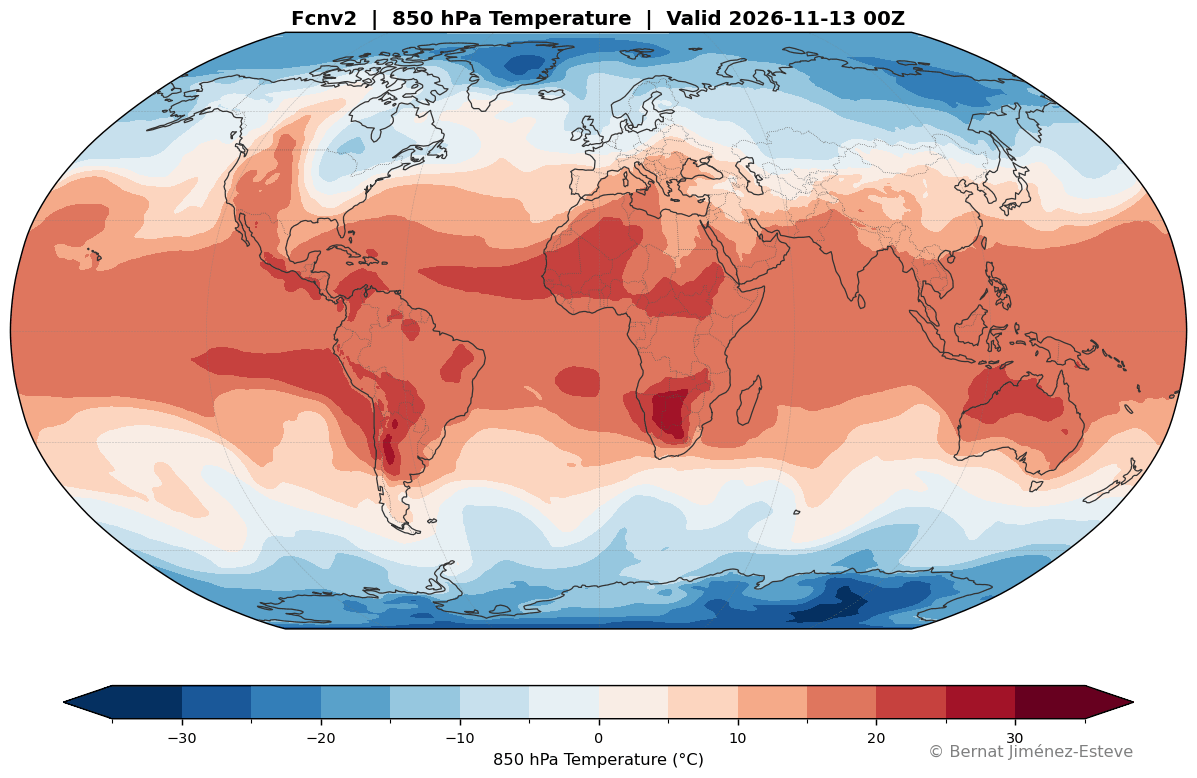 Fcnv2 | 850 hPa Temperature | Valid 2026-11-13 00Z
−30 −20 −10 0 10 20 30
850 hPa Temperature (°C)
© Bernat Jiménez-Esteve